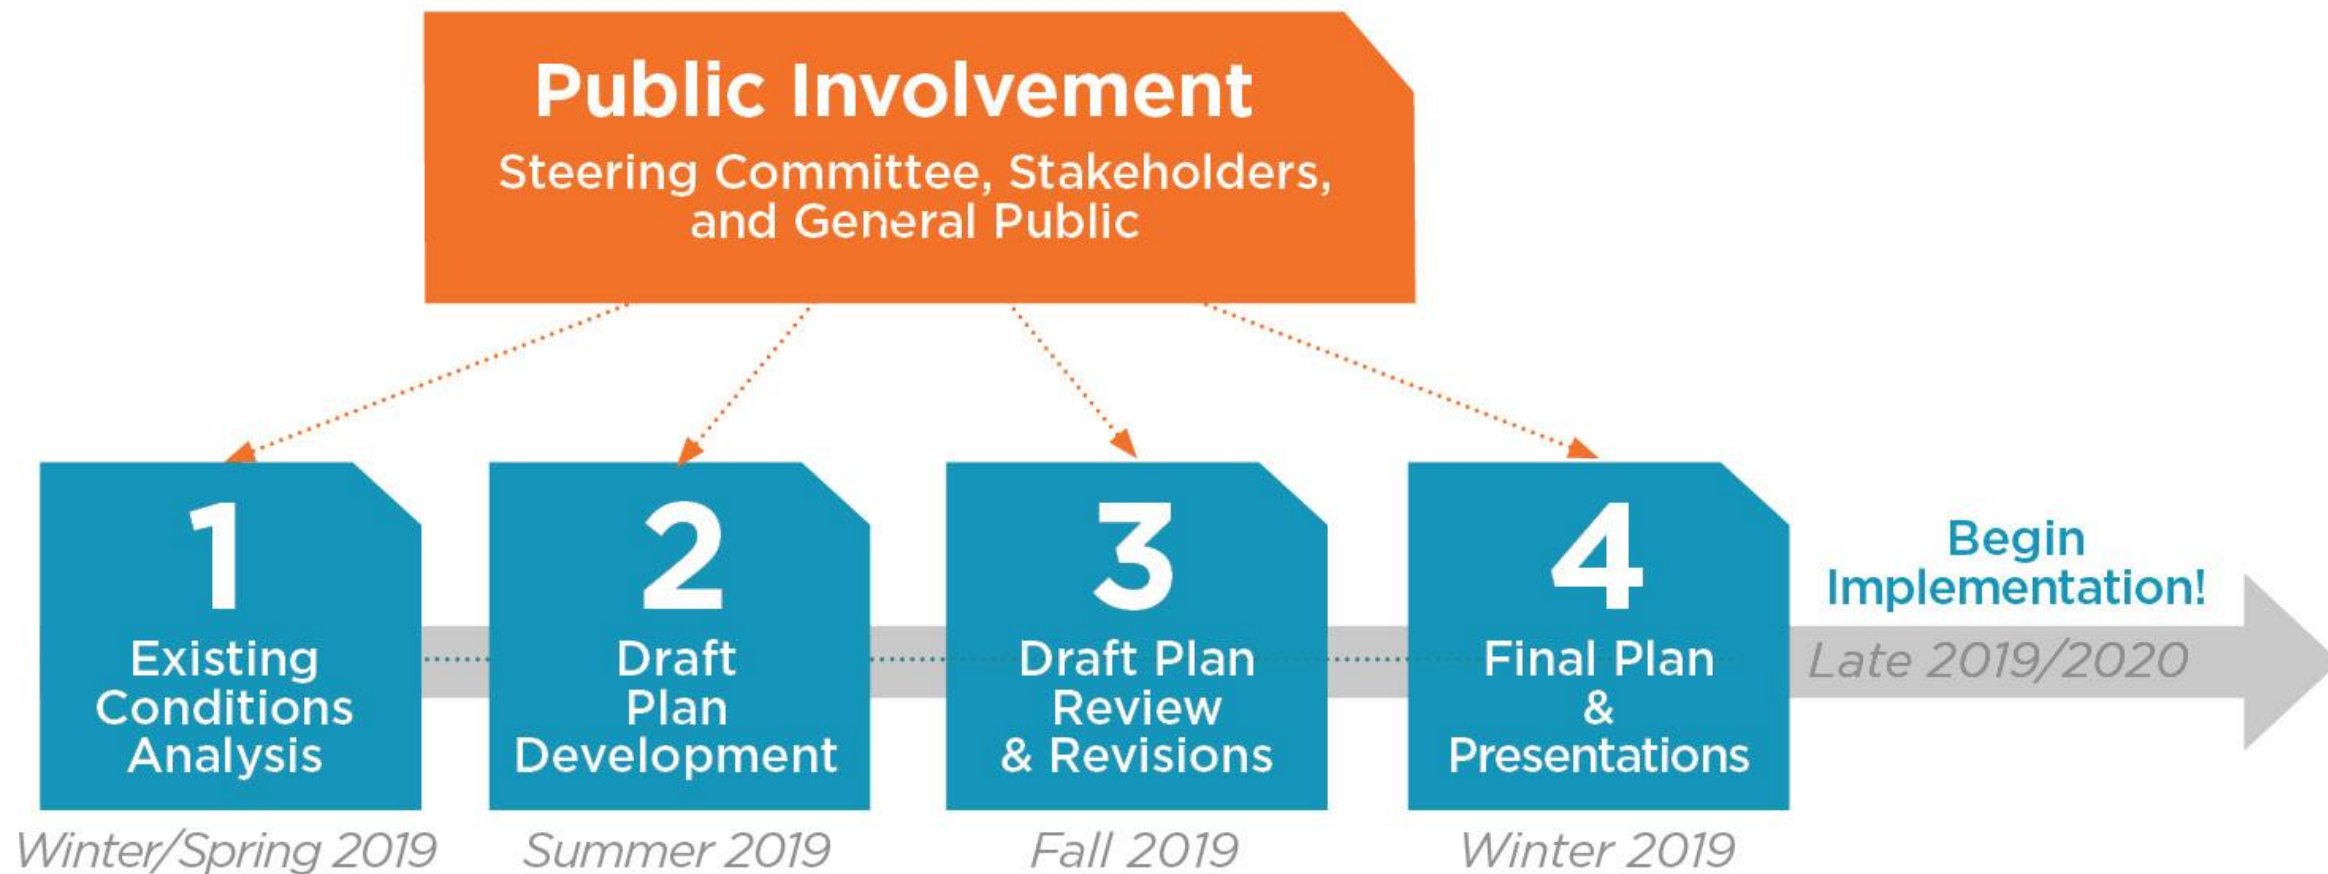 Public Involvement
Steering Committee, Stakeholders,
and General Public
1
Existing
Conditions
Analysis
Winter/Spring 2019
2
Draft
Plan
Development
Summer 2019
3
Draft Plan
Review
& Revisions
Fall 2019
4
Final Plan
&
Presentations
Winter 2019
Begin
Implementation!
Late 2019/2020